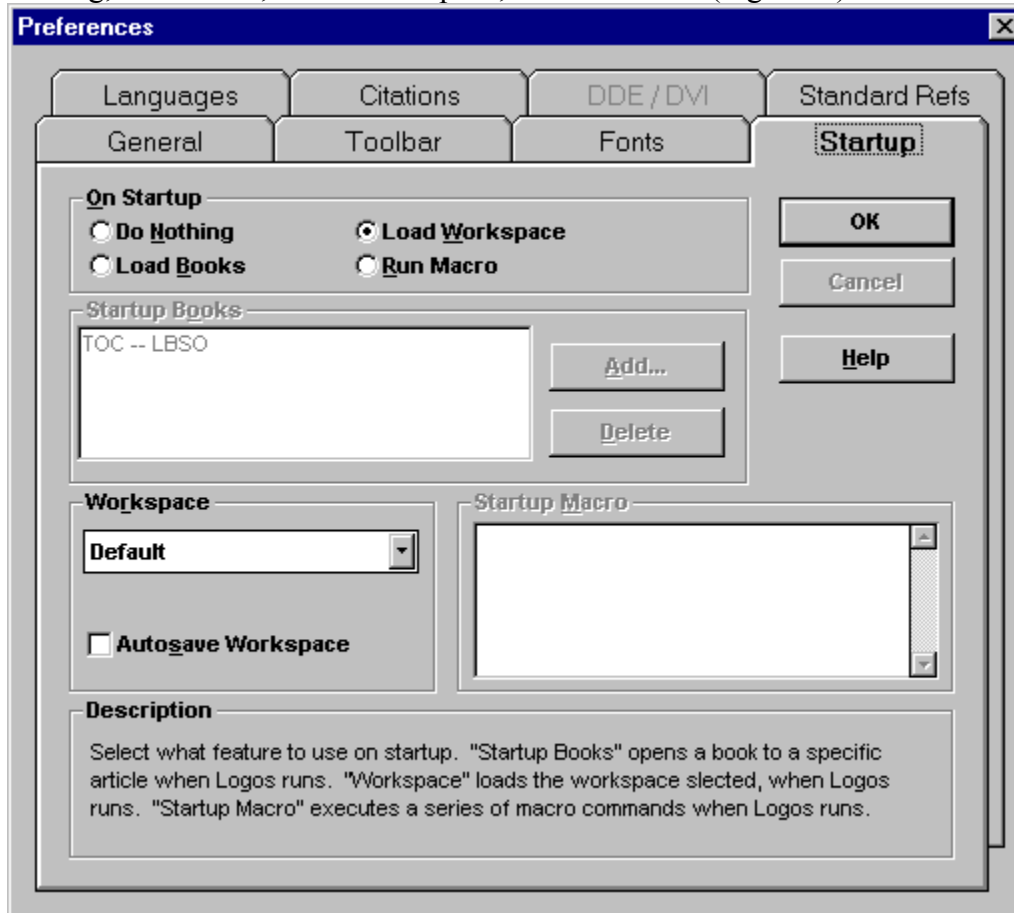 Preferences
Languages Citations DDE / DVI Standard Refs
General Toolbar Fonts Startup
On Startup
Do Nothing Load Workspace
Load Books Run Macro
OK
Cancel
Help
Startup Books
TOC -- LBSO
Add...
Delete
Workspace
Default
Autosave Workspace
Startup Macro
Description
Select what feature to use on startup. "Startup Books" opens a book to a specific
article when Logos runs. "Workspace" loads the workspace slected, when Logos
runs. "Startup Macro" executes a series of macro commands when Logos runs.